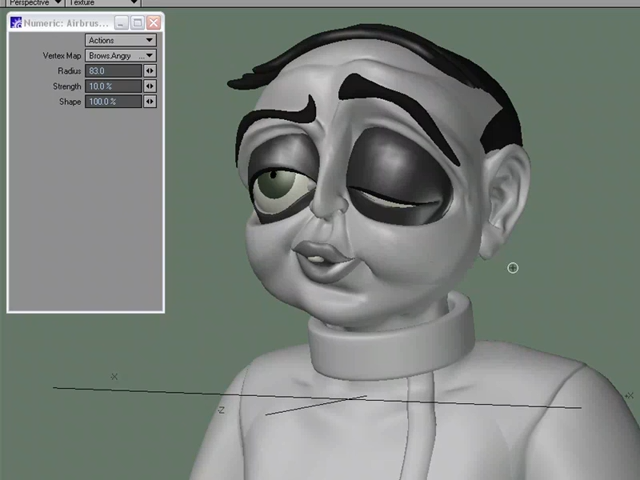 Perspective Texture
Numeric: Airbrus...
Actions
Vertex Map Brows.Angry ...
Radius 83.0
Strength 10.0 %
Shape 100.0 %
-X
-Z
+X